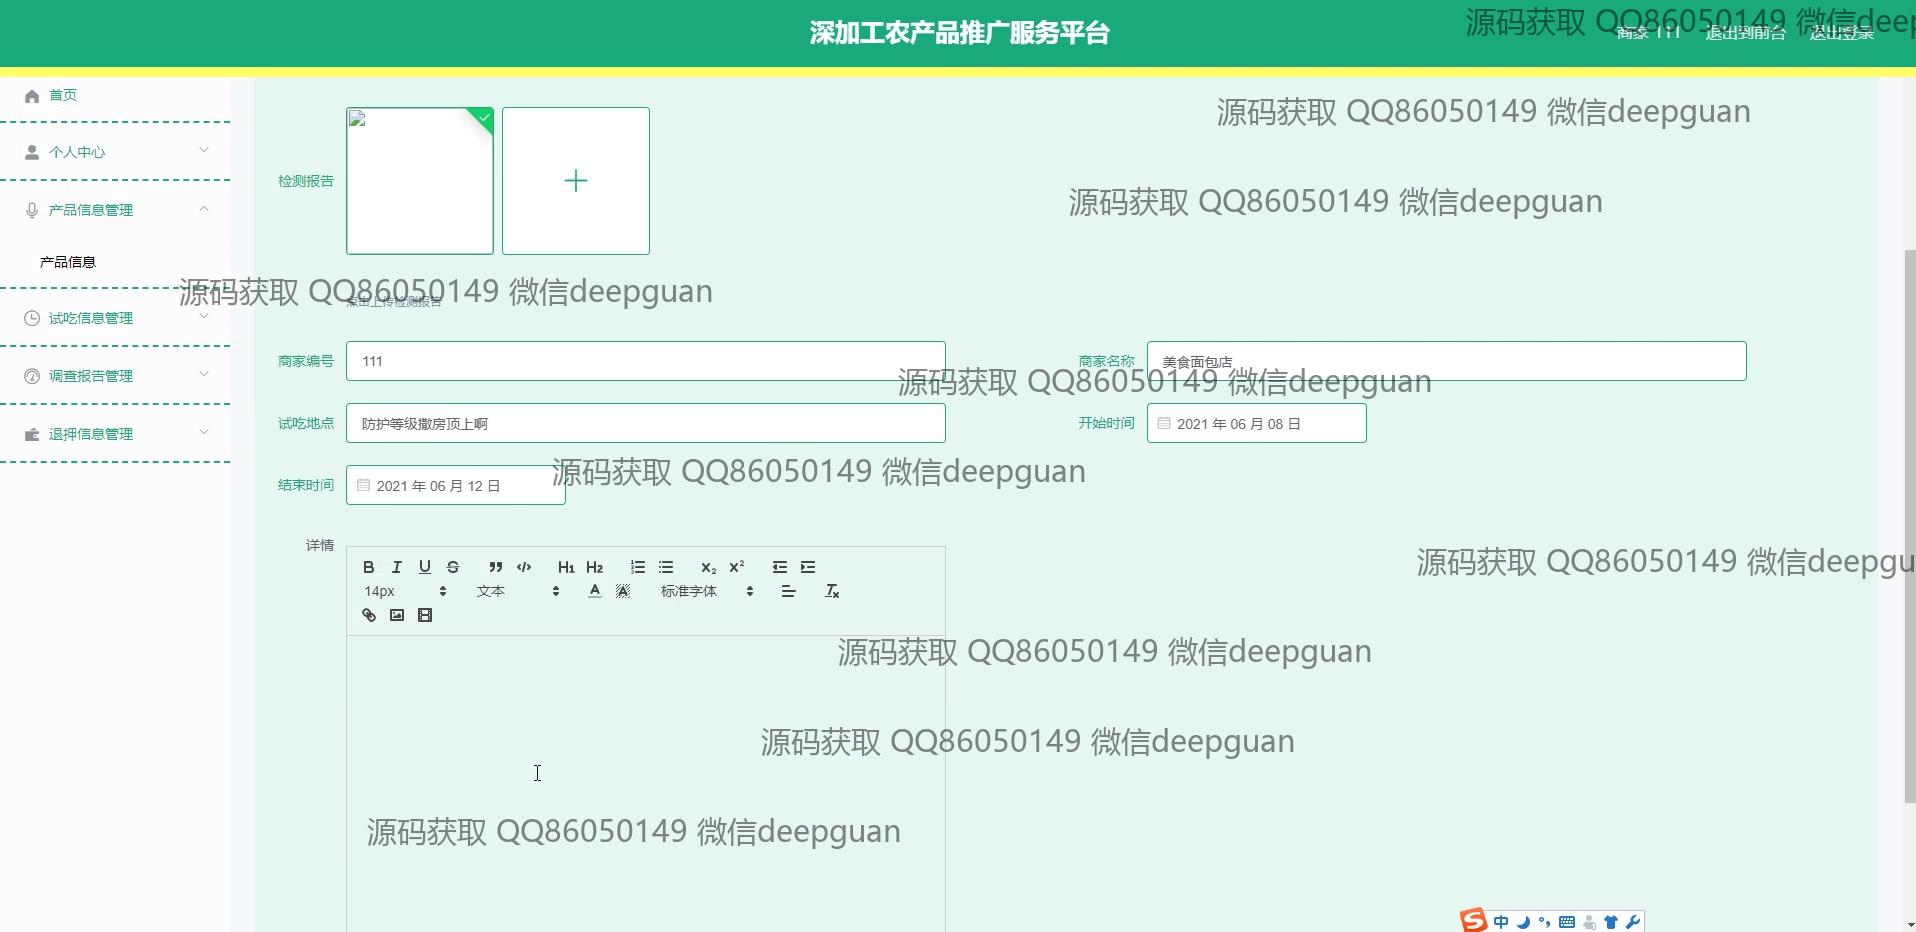 深加工农产品推广服务平台
源码获取 QQ86050149 微信deep
商家 111 退出到前台 退出登录
首页
源码获取 QQ86050149 微信deepguan
个人中心
检测报告
产品信息管理
源码获取 QQ86050149 微信deepguan
产品信息
源码获取 QQ86050149 微信deepguan
点击上传检测报告
试吃信息管理
商家编号 111 商家名称 美食面包店
调查报告管理
源码获取 QQ86050149 微信deepguan
试吃地点 防护等级撒房顶上啊 开始时间 2021 年 06 月 08 日
退押信息管理
源码获取 QQ86050149 微信deepguan
结束时间 2021 年 06 月 12 日
详情
源码获取 QQ86050149 微信deepgu
B I U S H1 H2 x2 x2
14px 文本 A A 标准字体 Tx
源码获取 QQ86050149 微信deepguan
源码获取 QQ86050149 微信deepguan
源码获取 QQ86050149 微信deepguan
S 中